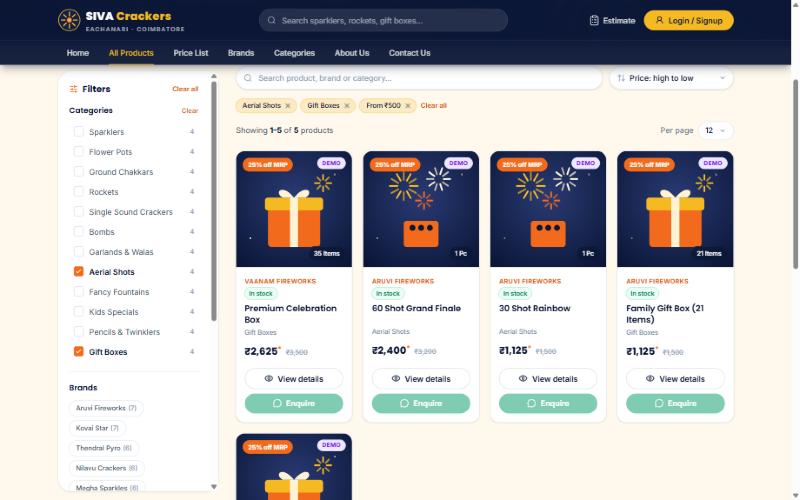 SIVA Crackers
EACHANARI · COIMBATORE
Search sparklers, rockets, gift boxes...
Estimate
Login / Signup
Home
All Products
Price List
Brands
Categories
About Us
Contact Us
Filters
Clear all
Categories
Clear
Sparklers 4
Flower Pots 4
Ground Chakkars 4
Rockets 4
Single Sound Crackers 4
Bombs 4
Garlands & Walas 4
Aerial Shots 4
Fancy Fountains 4
Kids Specials 4
Pencils & Twinklers 4
Gift Boxes 4
Brands
Aruvi Fireworks (7)
Kovai Star (7)
Thendral Pyro (6)
Nilavu Crackers (6)
Megha Sparkles (6)
Search product, brand or category...
Price: high to low
Aerial Shots ×
Gift Boxes ×
From ₹500 ×
Clear all
Showing 1–5 of 5 products
Per page 12
25% off MRP
DEMO
35 Items
VAANAM FIREWORKS
In stock
Premium Celebration
Box
Gift Boxes
₹2,625* ₹3,500
View details
Enquire
25% off MRP
DEMO
1 Pc
ARUVI FIREWORKS
In stock
60 Shot Grand Finale
Aerial Shots
₹2,400* ₹3,200
View details
Enquire
25% off MRP
DEMO
1 Pc
ARUVI FIREWORKS
In stock
30 Shot Rainbow
Aerial Shots
₹1,125* ₹1,500
View details
Enquire
25% off MRP
DEMO
21 Items
ARUVI FIREWORKS
In stock
Family Gift Box (21
Items)
Gift Boxes
₹1,125* ₹1,500
View details
Enquire
25% off MRP
DEMO